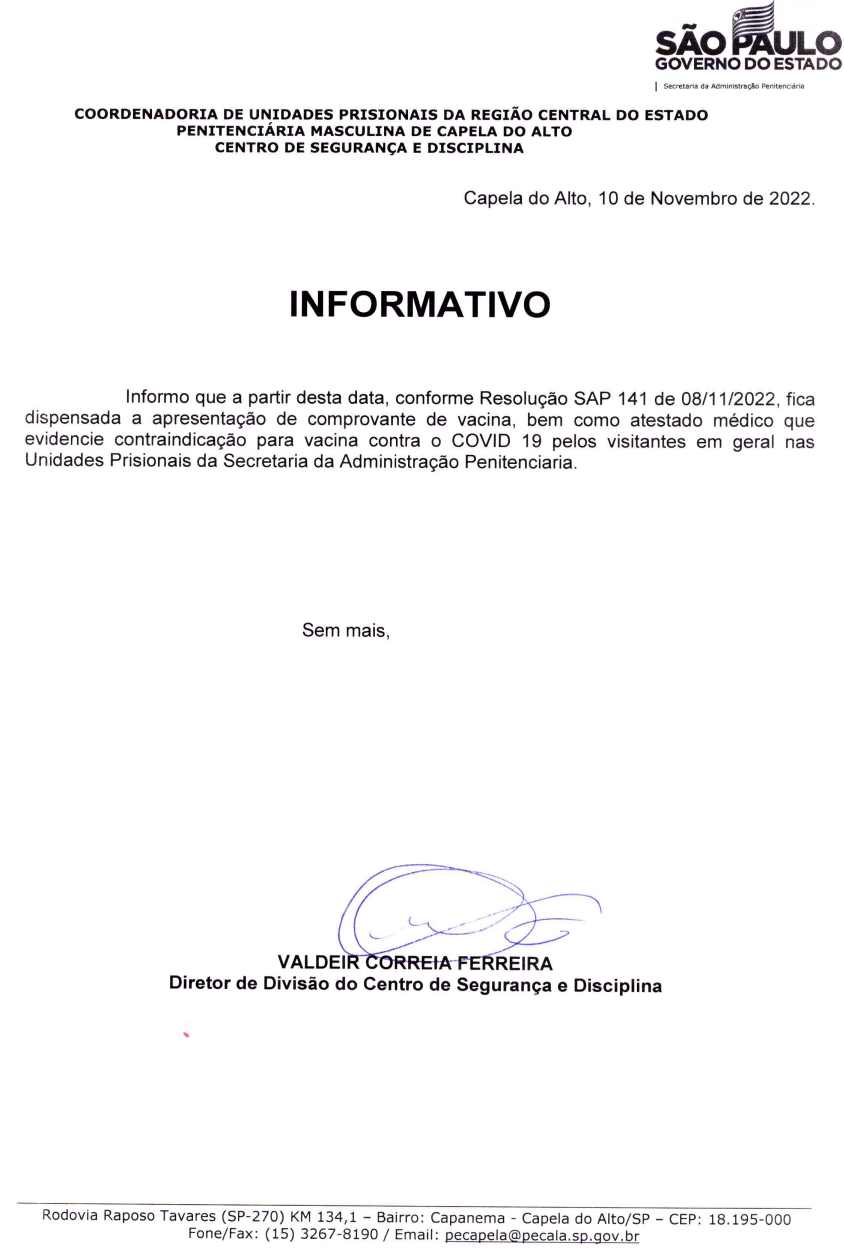 SÃO PAULO
GOVERNO DO ESTADO
Secretaria da Administração Penitenciária
COORDENADORIA DE UNIDADES PRISIONAIS DA REGIÃO CENTRAL DO ESTADO
PENITENCIÁRIA MASCULINA DE CAPELA DO ALTO
CENTRO DE SEGURANÇA E DISCIPLINA
Capela do Alto, 10 de Novembro de 2022.
INFORMATIVO
Informo que a partir desta data, conforme Resolução SAP 141 de 08/11/2022, fica
dispensada a apresentação de comprovante de vacina, bem como atestado médico que
evidencie contraindicação para vacina contra o COVID 19 pelos visitantes em geral nas
Unidades Prisionais da Secretaria da Administração Penitenciaria.
Sem mais,
VALDEIR CORREIA FERREIRA
Diretor de Divisão do Centro de Segurança e Disciplina
Rodovia Raposo Tavares (SP-270) KM 134,1 – Bairro: Capanema - Capela do Alto/SP – CEP: 18.195-000
Fone/Fax: (15) 3267-8190 / Email: pecapela@pecala.sp.gov.br